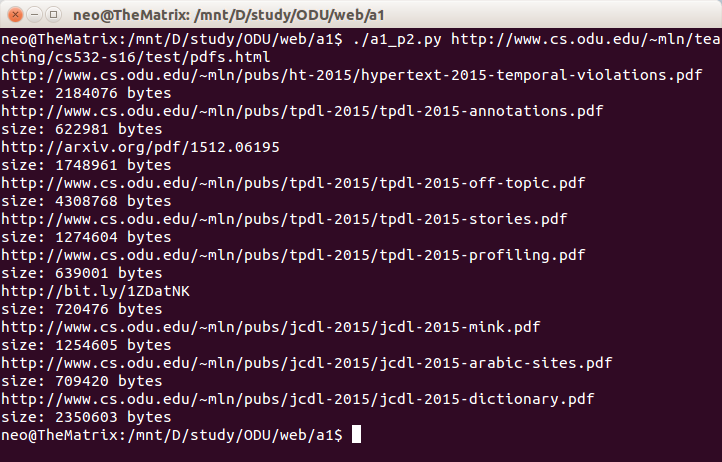 neo@TheMatrix: /mnt/D/study/ODU/web/a1
neo@TheMatrix:/mnt/D/study/ODU/web/a1$ ./a1_p2.py http://www.cs.odu.edu/~mln/tea
ching/cs532-s16/test/pdfs.html
http://www.cs.odu.edu/~mln/pubs/ht-2015/hypertext-2015-temporal-violations.pdf
size: 2184076 bytes
http://www.cs.odu.edu/~mln/pubs/tpdl-2015/tpdl-2015-annotations.pdf
size: 622981 bytes
http://arxiv.org/pdf/1512.06195
size: 1748961 bytes
http://www.cs.odu.edu/~mln/pubs/tpdl-2015/tpdl-2015-off-topic.pdf
size: 4308768 bytes
http://www.cs.odu.edu/~mln/pubs/tpdl-2015/tpdl-2015-stories.pdf
size: 1274604 bytes
http://www.cs.odu.edu/~mln/pubs/tpdl-2015/tpdl-2015-profiling.pdf
size: 639001 bytes
http://bit.ly/1ZDatNK
size: 720476 bytes
http://www.cs.odu.edu/~mln/pubs/jcdl-2015/jcdl-2015-mink.pdf
size: 1254605 bytes
http://www.cs.odu.edu/~mln/pubs/jcdl-2015/jcdl-2015-arabic-sites.pdf
size: 709420 bytes
http://www.cs.odu.edu/~mln/pubs/jcdl-2015/jcdl-2015-dictionary.pdf
size: 2350603 bytes
neo@TheMatrix:/mnt/D/study/ODU/web/a1$